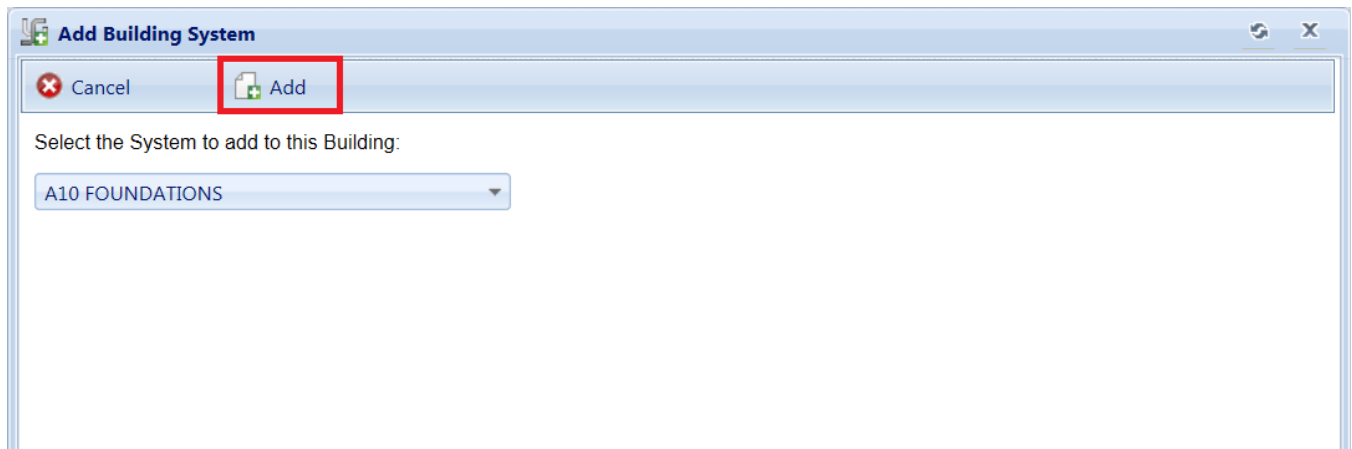 Add Building System
Cancel Add
Select the System to add to this Building:
A10 FOUNDATIONS